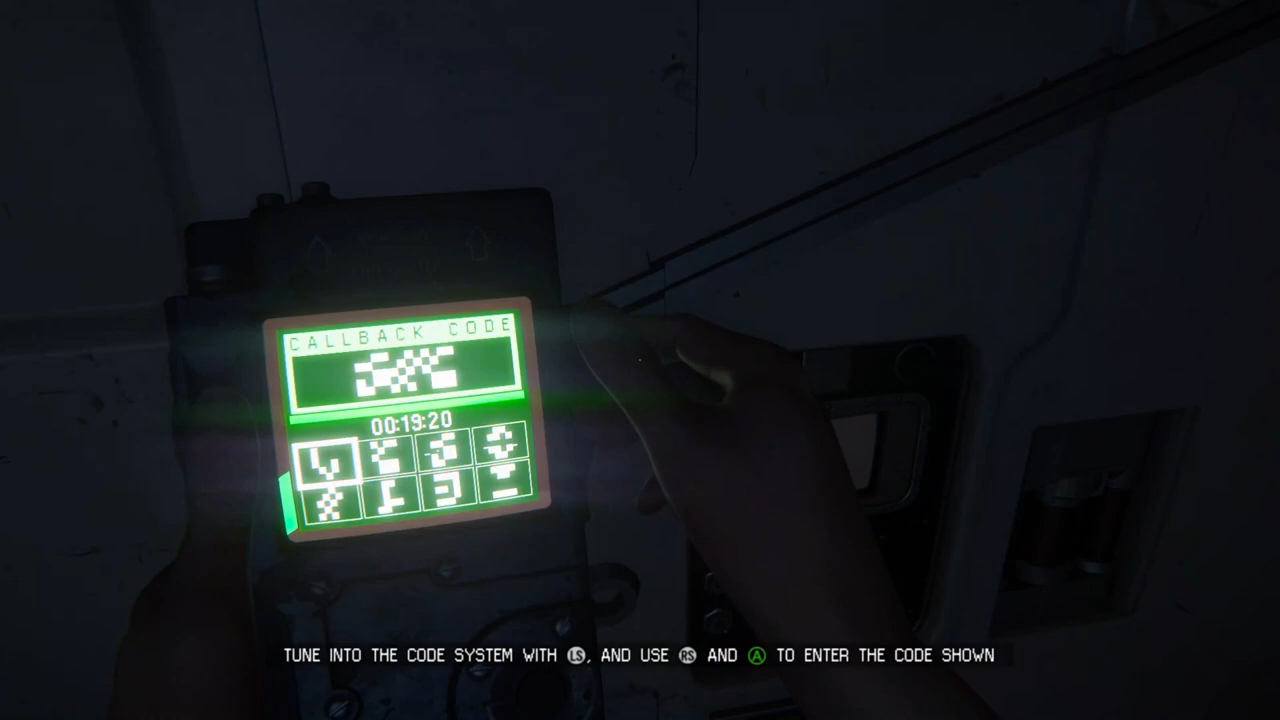 CALLBACK CODE
00:19:20
TUNE INTO THE CODE SYSTEM WITH LS, AND USE RS AND A TO ENTER THE CODE SHOWN